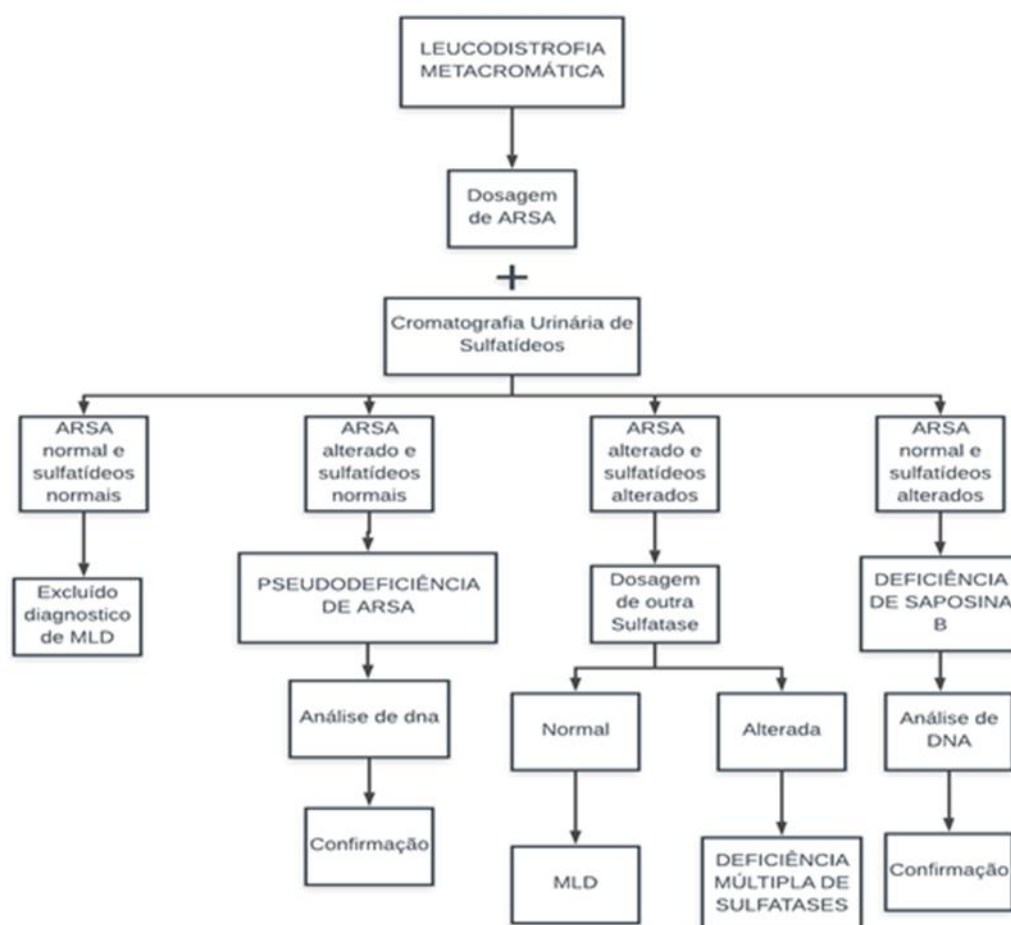 LEUCODISTROFIA
METACROMÁTICA
Dosagem
de ARSA
+
Cromatografia Urinária de
Sulfatídeos
ARSA
normal e
sulfatídeos
normais
ARSA
alterado e
sulfatídeos
normais
ARSA
alterado e
sulfatídeos
alterados
ARSA
normal e
sulfatídeos
alterados
Excluído
diagnostico
de MLD
PSEUDODEFICIÊNCIA
DE ARSA
Dosagem
de outra
Sulfatase
DEFICIÊNCIA
DE SAPOSINA
B
Análise de dna
Normal
Alterada
Análise de
DNA
Confirmação
MLD
DEFICIÊNCIA
MÚLTIPLA DE
SULFATASES
Confirmação